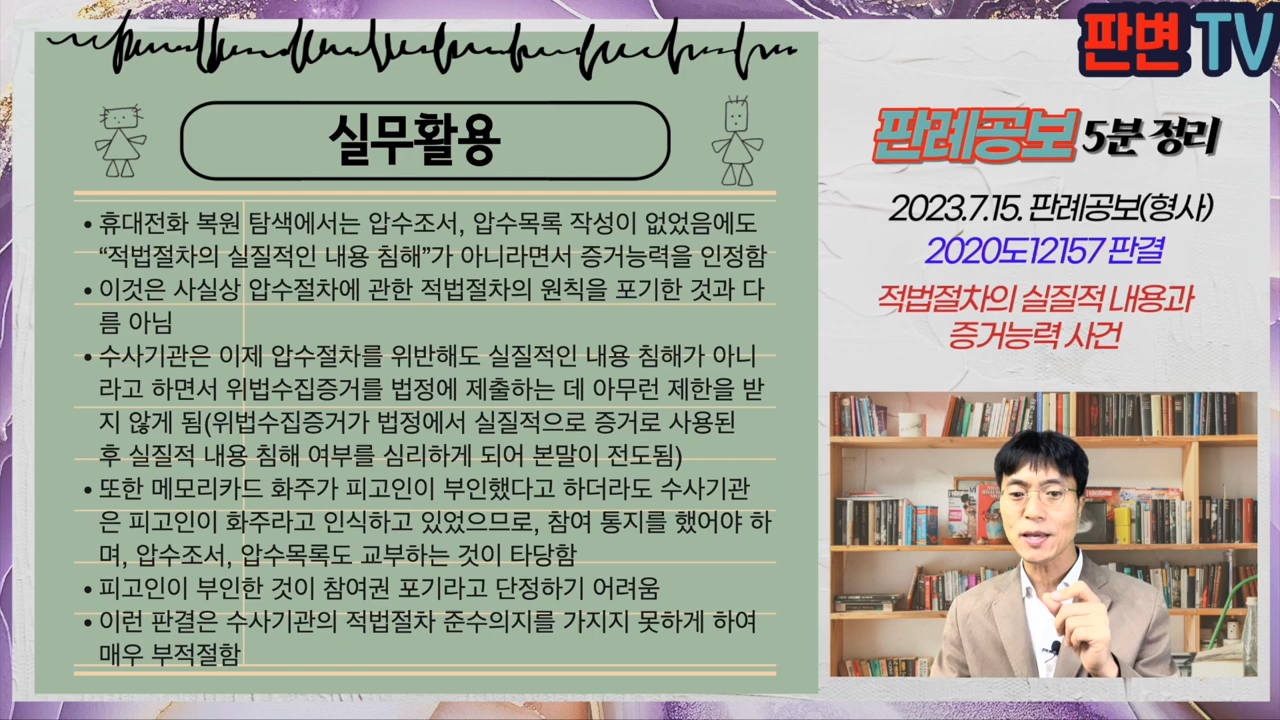 판변 TV
실무활용
• 휴대전화 복원 탐색에서는 압수조서, 압수목록 작성이 없었음에도
“적법절차의 실질적인 내용 침해”가 아니라면서 증거능력을 인정함
• 이것은 사실상 압수절차에 관한 적법절차의 원칙을 포기한 것과 다
름 아님
• 수사기관은 이제 압수절차를 위반해도 실질적인 내용 침해가 아니
라고 하면서 위법수집증거를 법정에 제출하는 데 아무런 제한을 받
지 않게 됨(위법수집증거가 법정에서 실질적으로 증거로 사용된
후 실질적 내용 침해 여부를 심리하게 되어 본말이 전도됨)
• 또한 메모리카드 화주가 피고인이 부인했다고 하더라도 수사기관
은 피고인이 화주라고 인식하고 있었으므로, 참여 통지를 했어야 하
며, 압수조서, 압수목록도 교부하는 것이 타당함
• 피고인이 부인한 것이 참여권 포기라고 단정하기 어려움
• 이런 판결은 수사기관의 적법절차 준수의지를 가지지 못하게 하여
매우 부적절함
판례공보 5분 정리
2023.7.15. 판례공보(형사)
2020도12157 판결
적법절차의 실질적 내용과
증거능력 사건